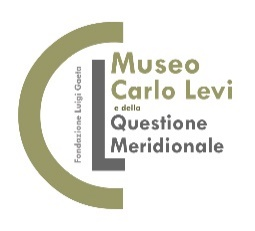 Museo
Carlo Levi
e della
Questione
Meridionale
Fondazione Luigi Gaeta